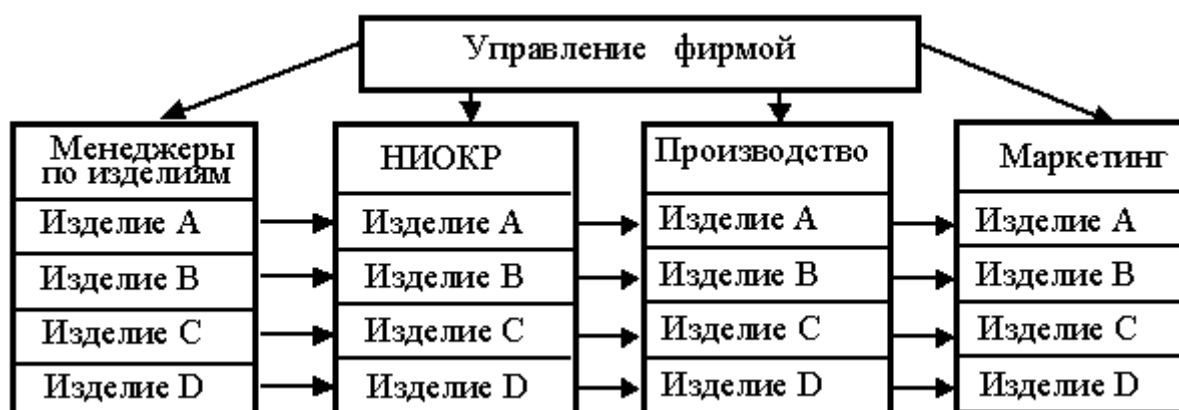 Управление фирмой
Менеджеры
по изделиям
НИОКР
Производство
Маркетинг
Изделие A
Изделие A
Изделие A
Изделие A
Изделие B
Изделие B
Изделие B
Изделие B
Изделие C
Изделие C
Изделие C
Изделие C
Изделие D
Изделие D
Изделие D
Изделие D